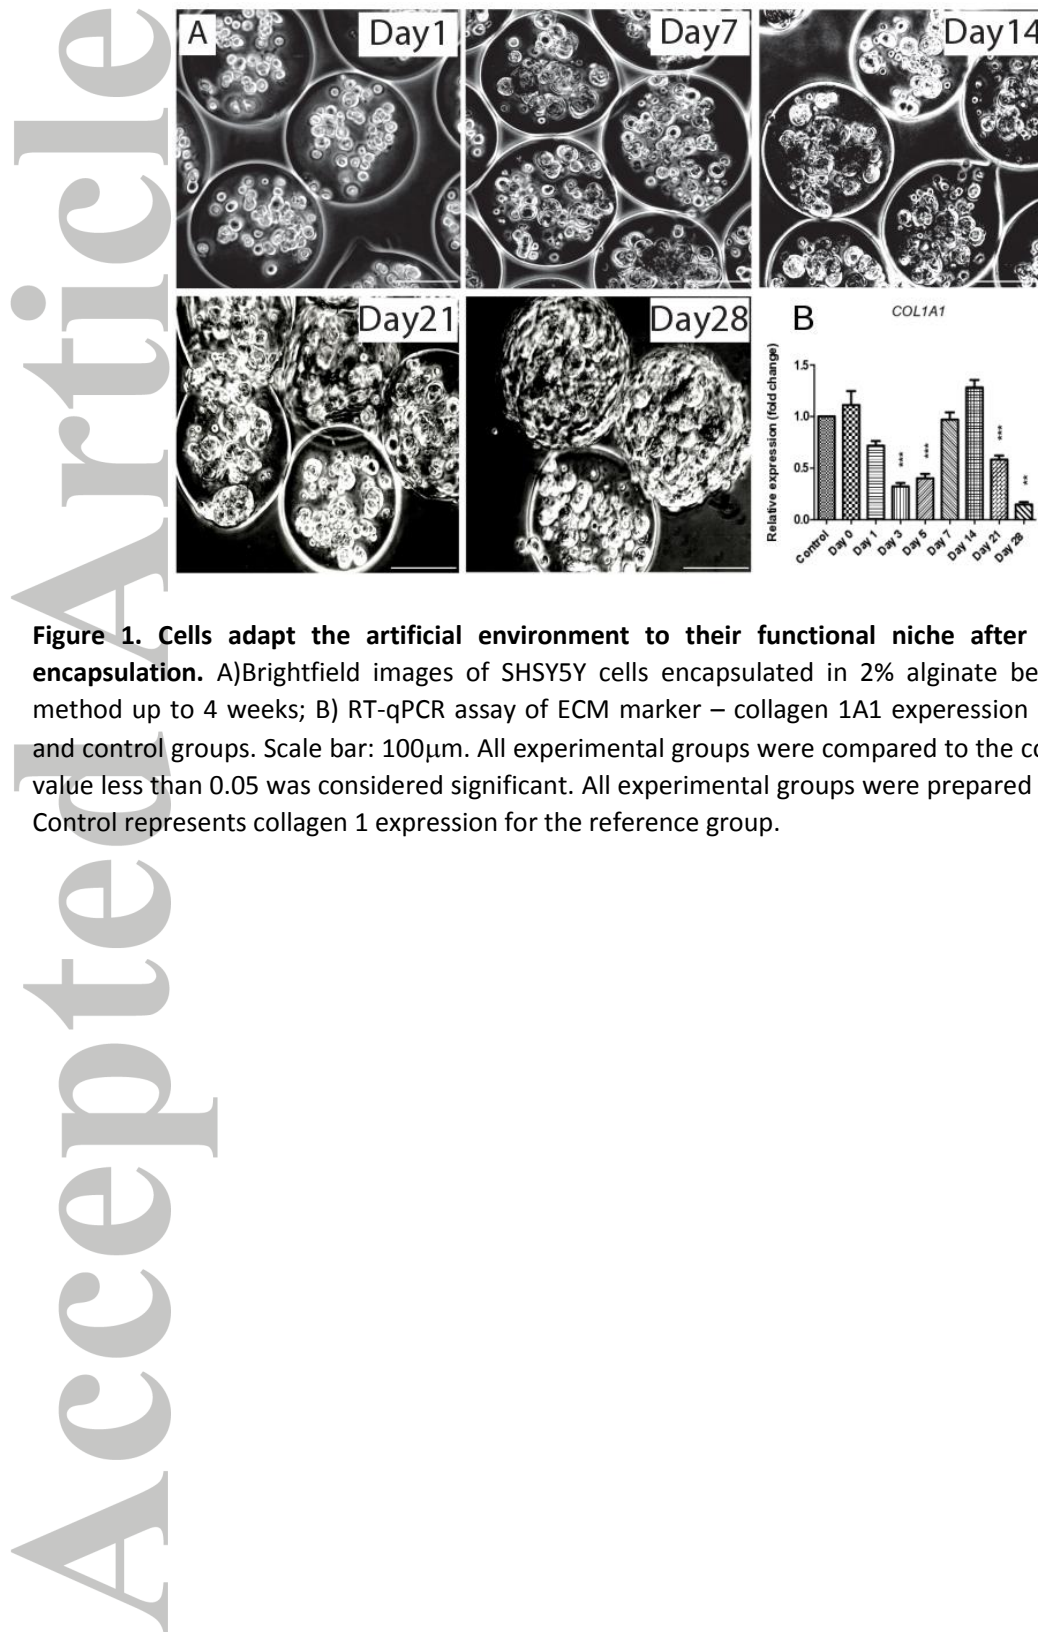 Accepted Article
A
Day1
Day7
Day14
Day21
Day28
B
COL1A1
Relative expression (fold change)
1.5
1.0
0.5
0.0
***
***
***
**
Control
Day 0
Day 1
Day 3
Day 5
Day 7
Day 14
Day 21
Day 28
Figure 1. Cells adapt the artificial environment to their functional niche after
encapsulation. A)Brightfield images of SHSY5Y cells encapsulated in 2% alginate be
method up to 4 weeks; B) RT-qPCR assay of ECM marker – collagen 1A1 experession
and control groups. Scale bar: 100μm. All experimental groups were compared to the co
value less than 0.05 was considered significant. All experimental groups were prepared
Control represents collagen 1 expression for the reference group.